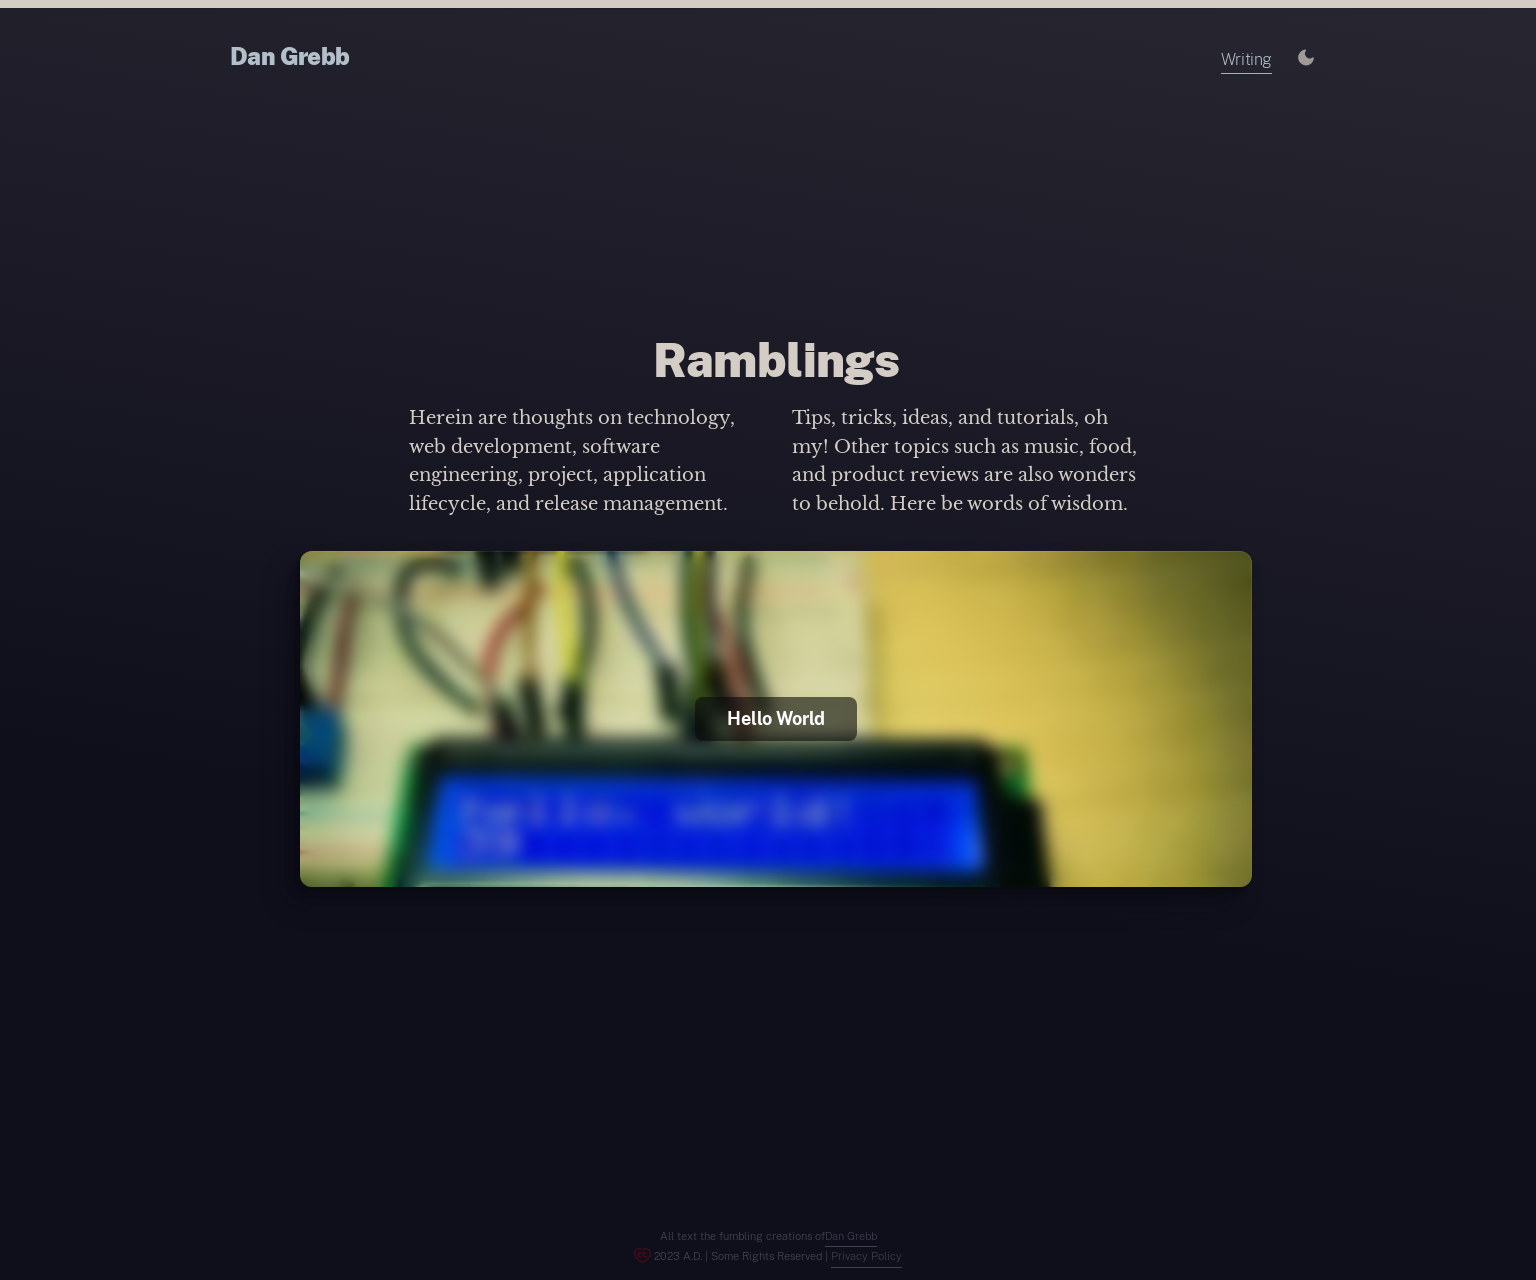 Dan Grebb
Writing
Ramblings
Herein are thoughts on technology,
web development, software
engineering, project, application
lifecycle, and release management.
Tips, tricks, ideas, and tutorials, oh
my! Other topics such as music, food,
and product reviews are also wonders
to behold. Here be words of wisdom.
Hello World
hello, world!
All text the fumbling creations ofDan Grebb
2023 A.D. | Some Rights Reserved | Privacy Policy